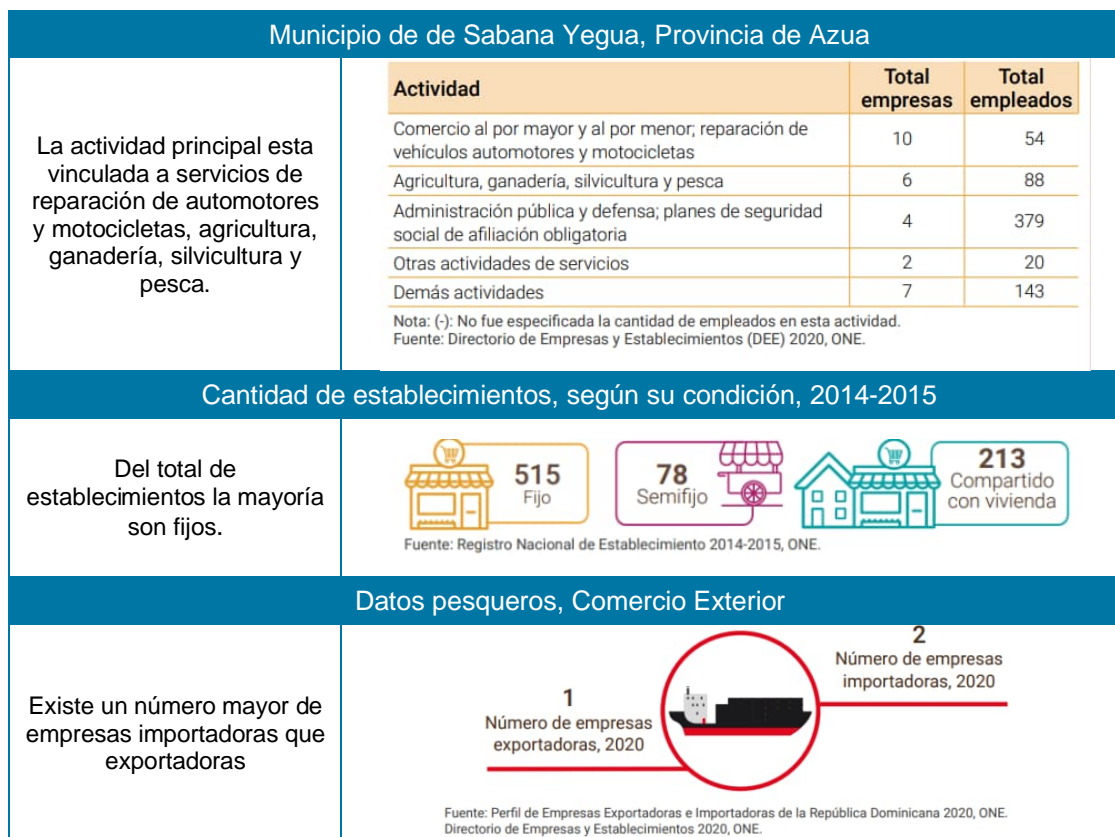 Municipio de de Sabana Yegua, Provincia de Azua
La actividad principal esta
vinculada a servicios de
reparación de automotores
y motocicletas, agricultura,
ganadería, silvicultura y
pesca.
Actividad Total empresas Total empleados
Comercio al por mayor y al por menor; reparación de
vehículos automotores y motocicletas 10 54
Agricultura, ganadería, silvicultura y pesca 6 88
Administración pública y defensa; planes de seguridad
social de afiliación obligatoria 4 379
Otras actividades de servicios 2 20
Demás actividades 7 143
Nota: (-): No fue especificada la cantidad de empleados en esta actividad.
Fuente: Directorio de Empresas y Establecimientos (DEE) 2020, ONE.
Cantidad de establecimientos, según su condición, 2014-2015
Del total de
establecimientos la mayoría
son fijos.
515
Fijo
78
Semifijo
213
Compartido
con vivienda
Fuente: Registro Nacional de Establecimiento 2014-2015, ONE.
Datos pesqueros, Comercio Exterior
Existe un número mayor de
empresas importadoras que
exportadoras
1
Número de empresas
exportadoras, 2020
2
Número de empresas
importadoras, 2020
Fuente: Perfil de Empresas Exportadoras e Importadoras de la República Dominicana 2020, ONE.
Directorio de Empresas y Establecimientos 2020, ONE.